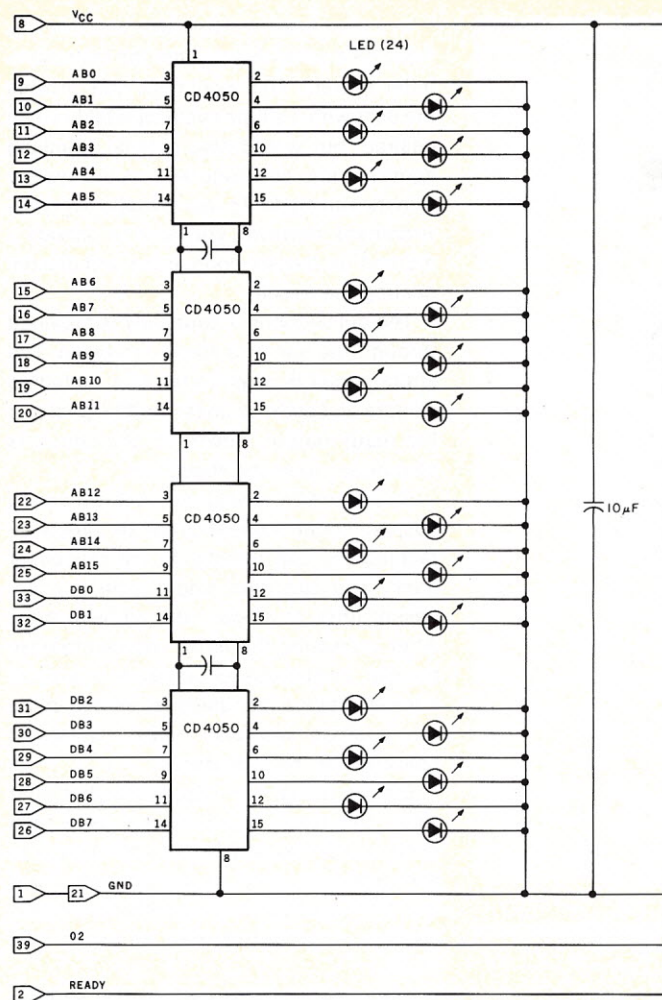 8 VCC
1
LED (24)
9 AB0 3 CD4050 2
10 AB1 5 4
11 AB2 7 6
12 AB3 9 10
13 AB4 11 12
14 AB5 14 15
1 8
15 AB6 3 CD4050 2
16 AB7 5 4
17 AB8 7 6
18 AB9 9 10
19 AB10 11 12
20 AB11 14 15
1 8
22 AB12 3 CD4050 2
23 AB13 5 4
10μF
24 AB14 7 6
25 AB15 9 10
33 DB0 11 12
32 DB1 14 15
1 8
31 DB2 3 CD4050 2
30 DB3 5 4
29 DB4 7 6
28 DB5 9 10
27 DB6 11 12
26 DB7 14 15
8
1 21 GND
39 02
2 READY